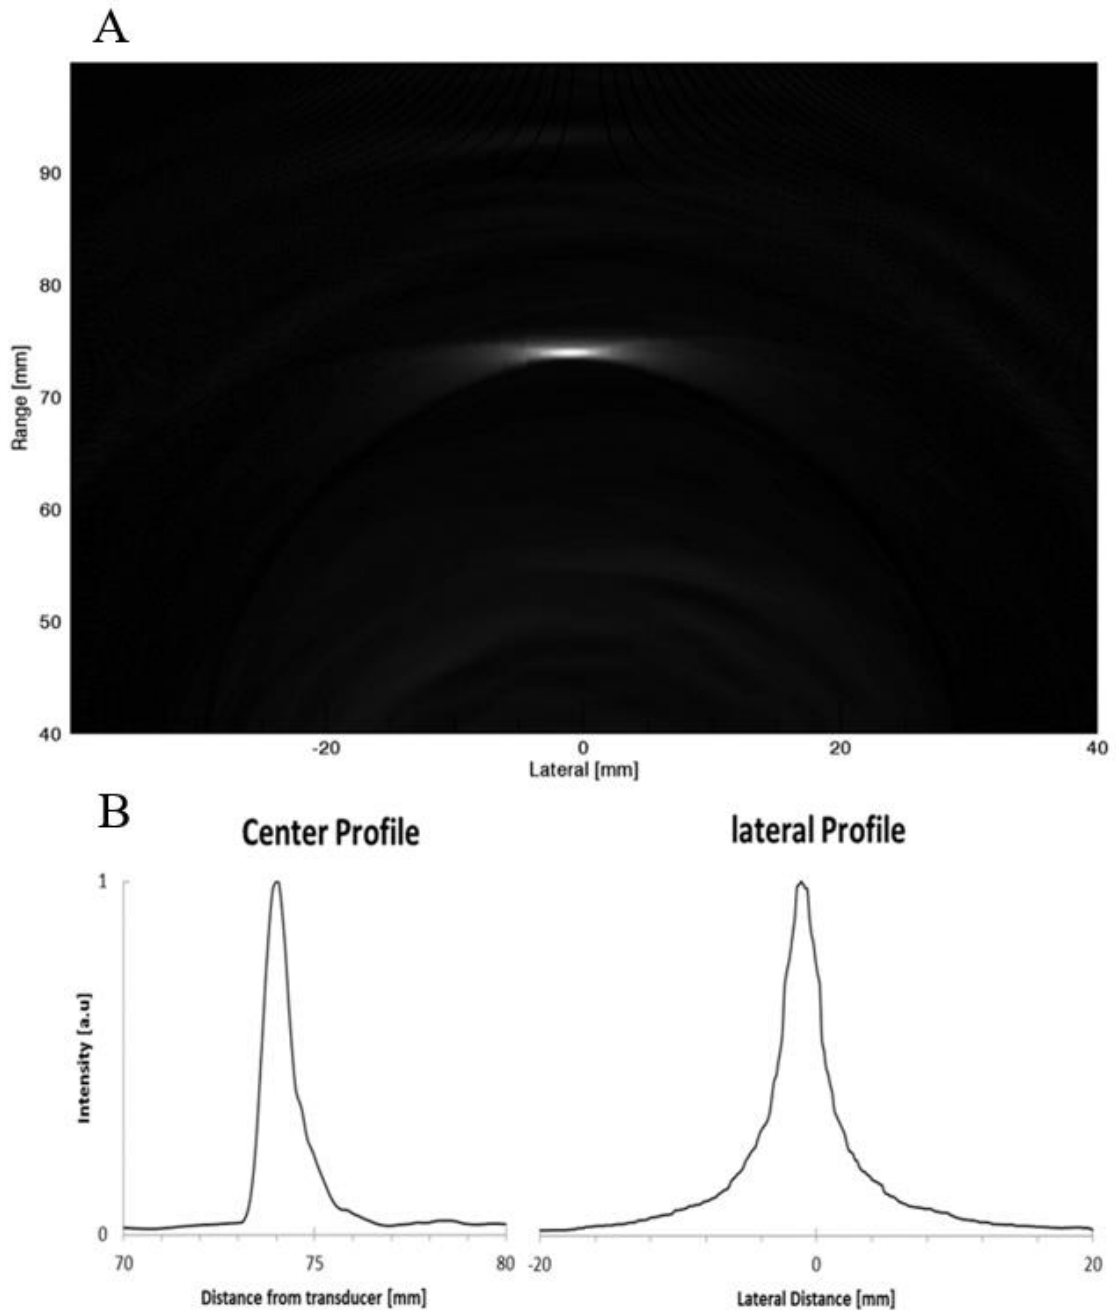 A
90
80
70
60
50
40
Range [mm]
-20 0 20 40
Lateral [mm]
B
Center Profile
lateral Profile
1
0
Intensity [a.u]
70 75 80
-20 0 20
Distance from transducer [mm]
Lateral Distance [mm]